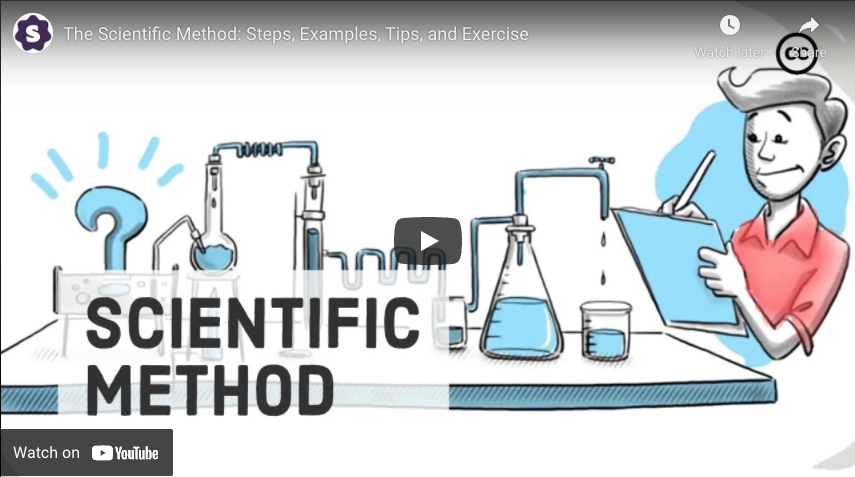 S
The Scientific Method: Steps, Examples, Tips, and Exercise
Watch later
Share
?
SCIENTIFIC
METHOD
Watch on YouTube